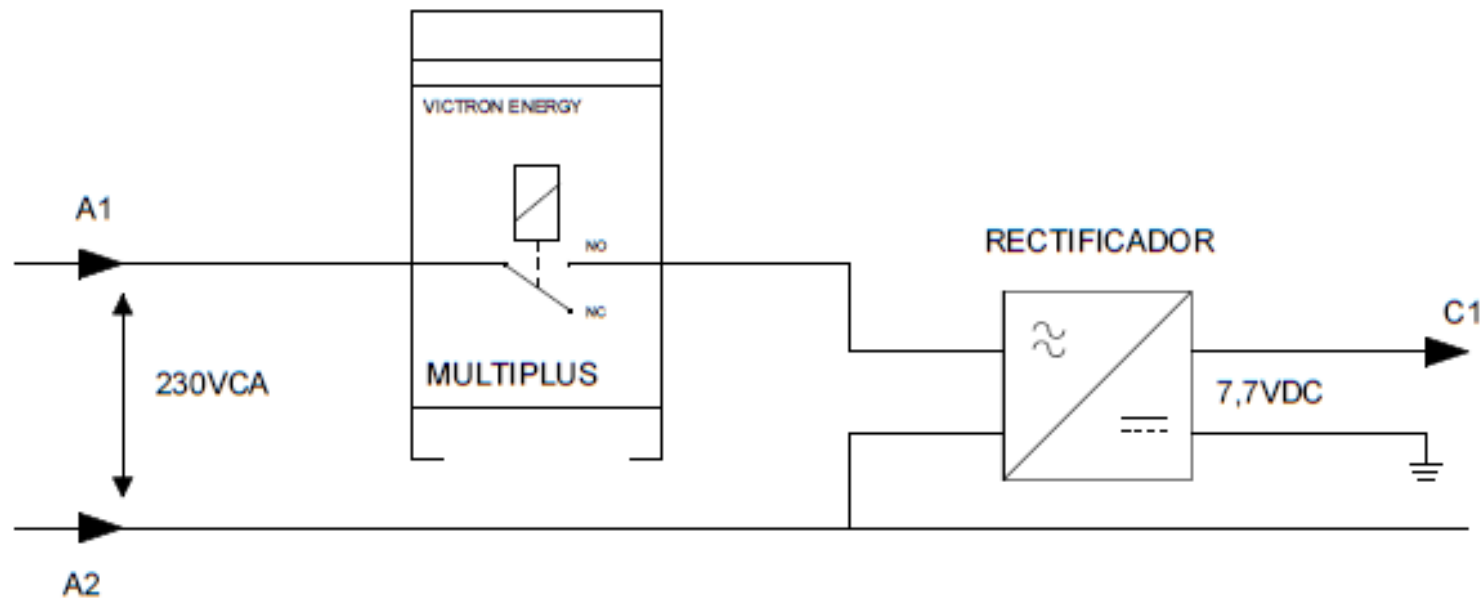 VICTRON ENERGY
A1
NO
RECTIFICADOR
NC
C1
MULTIPLUS
230VCA
7,7VDC
A2